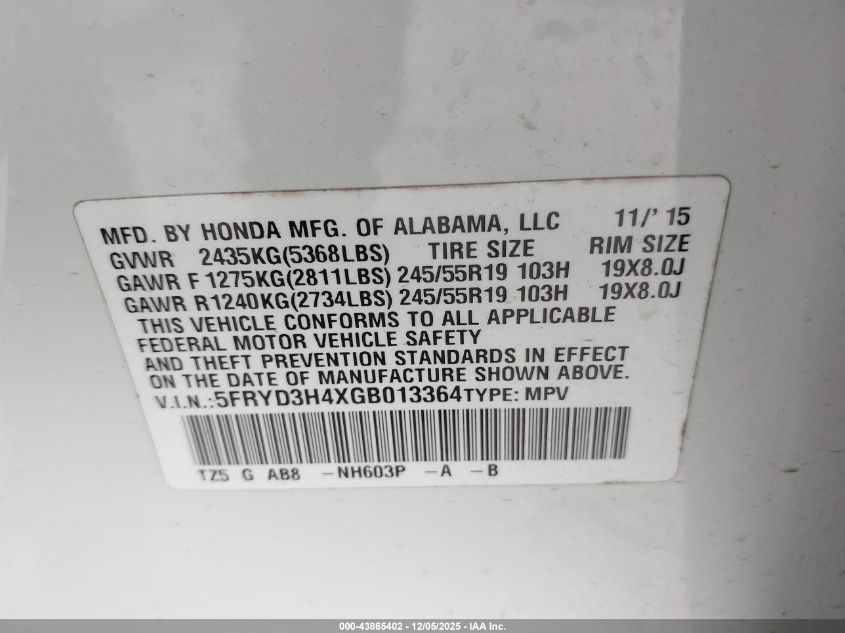 MFD. BY HONDA MFG. OF ALABAMA, LLC 11/' 15
GVWR 2435KG(5368LBS) TIRE SIZE RIM SIZE
GAWR F 1275KG(2811LBS) 245/55R19 103H 19X8.0J
GAWR R1240KG(2734LBS) 245/55R19 103H 19X8.0J
THIS VEHICLE CONFORMS TO ALL APPLICABLE
FEDERAL MOTOR VEHICLE SAFETY
AND THEFT PREVENTION STANDARDS IN EFFECT
ON THE DATE OF MANUFACTURE SHOWN ABOVE.
V.I.N.:5FRYD3H4XGB013364TYPE: MPV
TZ5 G AB8 -NH603P -A -B
000-43865402 - 12/05/2025 - IAA Inc.